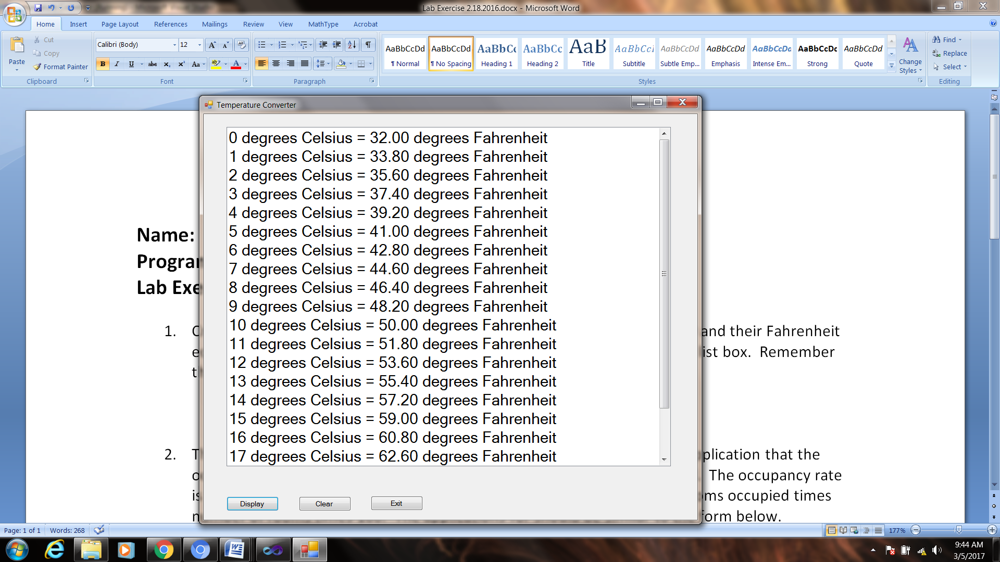 Lab Exercise 2.18.2016.docx - Microsoft Word
Home Insert Page Layout References Mailings Review View MathType Acrobat
Paste
Cut
Copy
Format Painter
Clipboard
Calibri (Body) 12
B I U abc x₂ x² Aa
Font
Paragraph
AaBbCcDd AaBbCcDd AaBbCc AaBbCc AaB AaBbCcI AaBbCcDd AaBbCcDd AaBbCcDd AaBbCcDd AaBbCcDd
¶ Normal ¶ No Spacing Heading 1 Heading 2 Title Subtitle Subtle Emp... Emphasis Intense Em... Strong Quote
Styles
Change
Styles
Find
Replace
Select
Editing
Temperature Converter
0 degrees Celsius = 32.00 degrees Fahrenheit
1 degrees Celsius = 33.80 degrees Fahrenheit
2 degrees Celsius = 35.60 degrees Fahrenheit
3 degrees Celsius = 37.40 degrees Fahrenheit
4 degrees Celsius = 39.20 degrees Fahrenheit
5 degrees Celsius = 41.00 degrees Fahrenheit
6 degrees Celsius = 42.80 degrees Fahrenheit
7 degrees Celsius = 44.60 degrees Fahrenheit
8 degrees Celsius = 46.40 degrees Fahrenheit
9 degrees Celsius = 48.20 degrees Fahrenheit
10 degrees Celsius = 50.00 degrees Fahrenheit
11 degrees Celsius = 51.80 degrees Fahrenheit
12 degrees Celsius = 53.60 degrees Fahrenheit
13 degrees Celsius = 55.40 degrees Fahrenheit
14 degrees Celsius = 57.20 degrees Fahrenheit
15 degrees Celsius = 59.00 degrees Fahrenheit
16 degrees Celsius = 60.80 degrees Fahrenheit
17 degrees Celsius = 62.60 degrees Fahrenheit
Display Clear Exit
Name:
Program
Lab Exe
1. C and their Fahrenheit
e ist box. Remember
t
2. T plication that the
o The occupancy rate
is ms occupied times
n form below.
Page: 1 of 1 Words: 268
177%
9:44 AM
3/5/2017